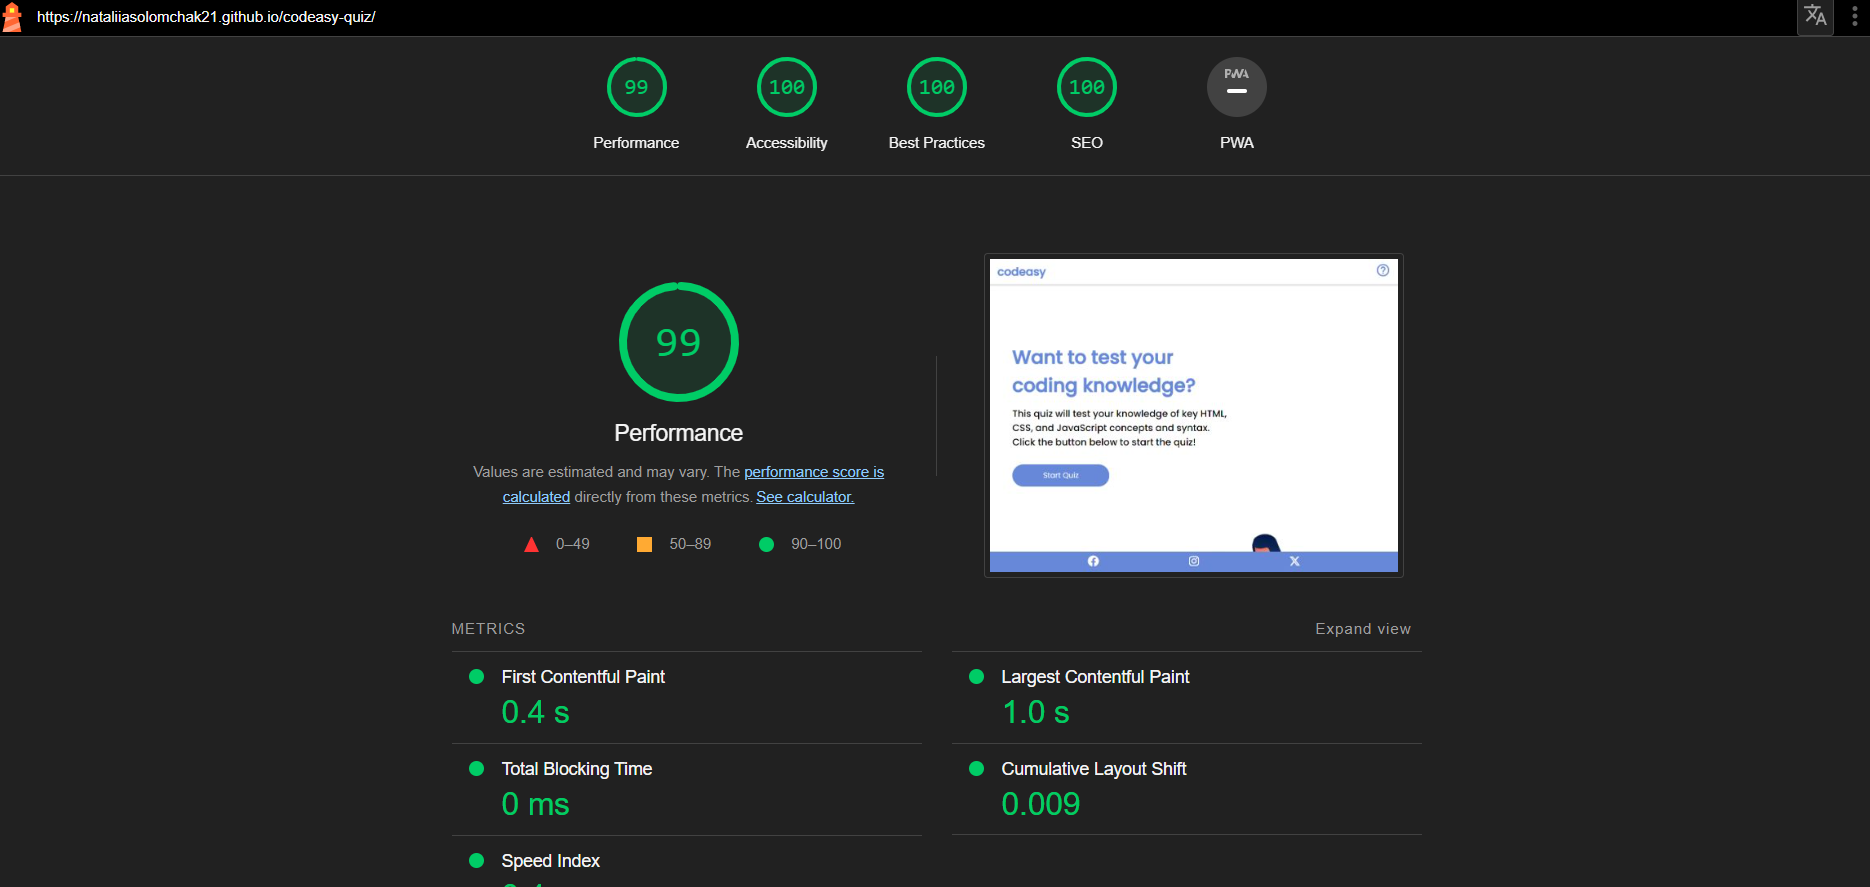 https://nataliiasolomchak21.github.io/codeasy-quiz/
99
100
100
100
PWA
Performance
Accessibility
Best Practices
SEO
PWA
99
Performance
Values are estimated and may vary. The performance score is
calculated directly from these metrics. See calculator.
0–49
50–89
90–100
codeasy
Want to test your
coding knowledge?
This quiz will test your knowledge of key HTML,
CSS, and JavaScript concepts and syntax.
Click the button below to start the quiz!
Start Quiz
METRICS
Expand view
First Contentful Paint
0.4 s
Largest Contentful Paint
1.0 s
Total Blocking Time
0 ms
Cumulative Layout Shift
0.009
Speed Index